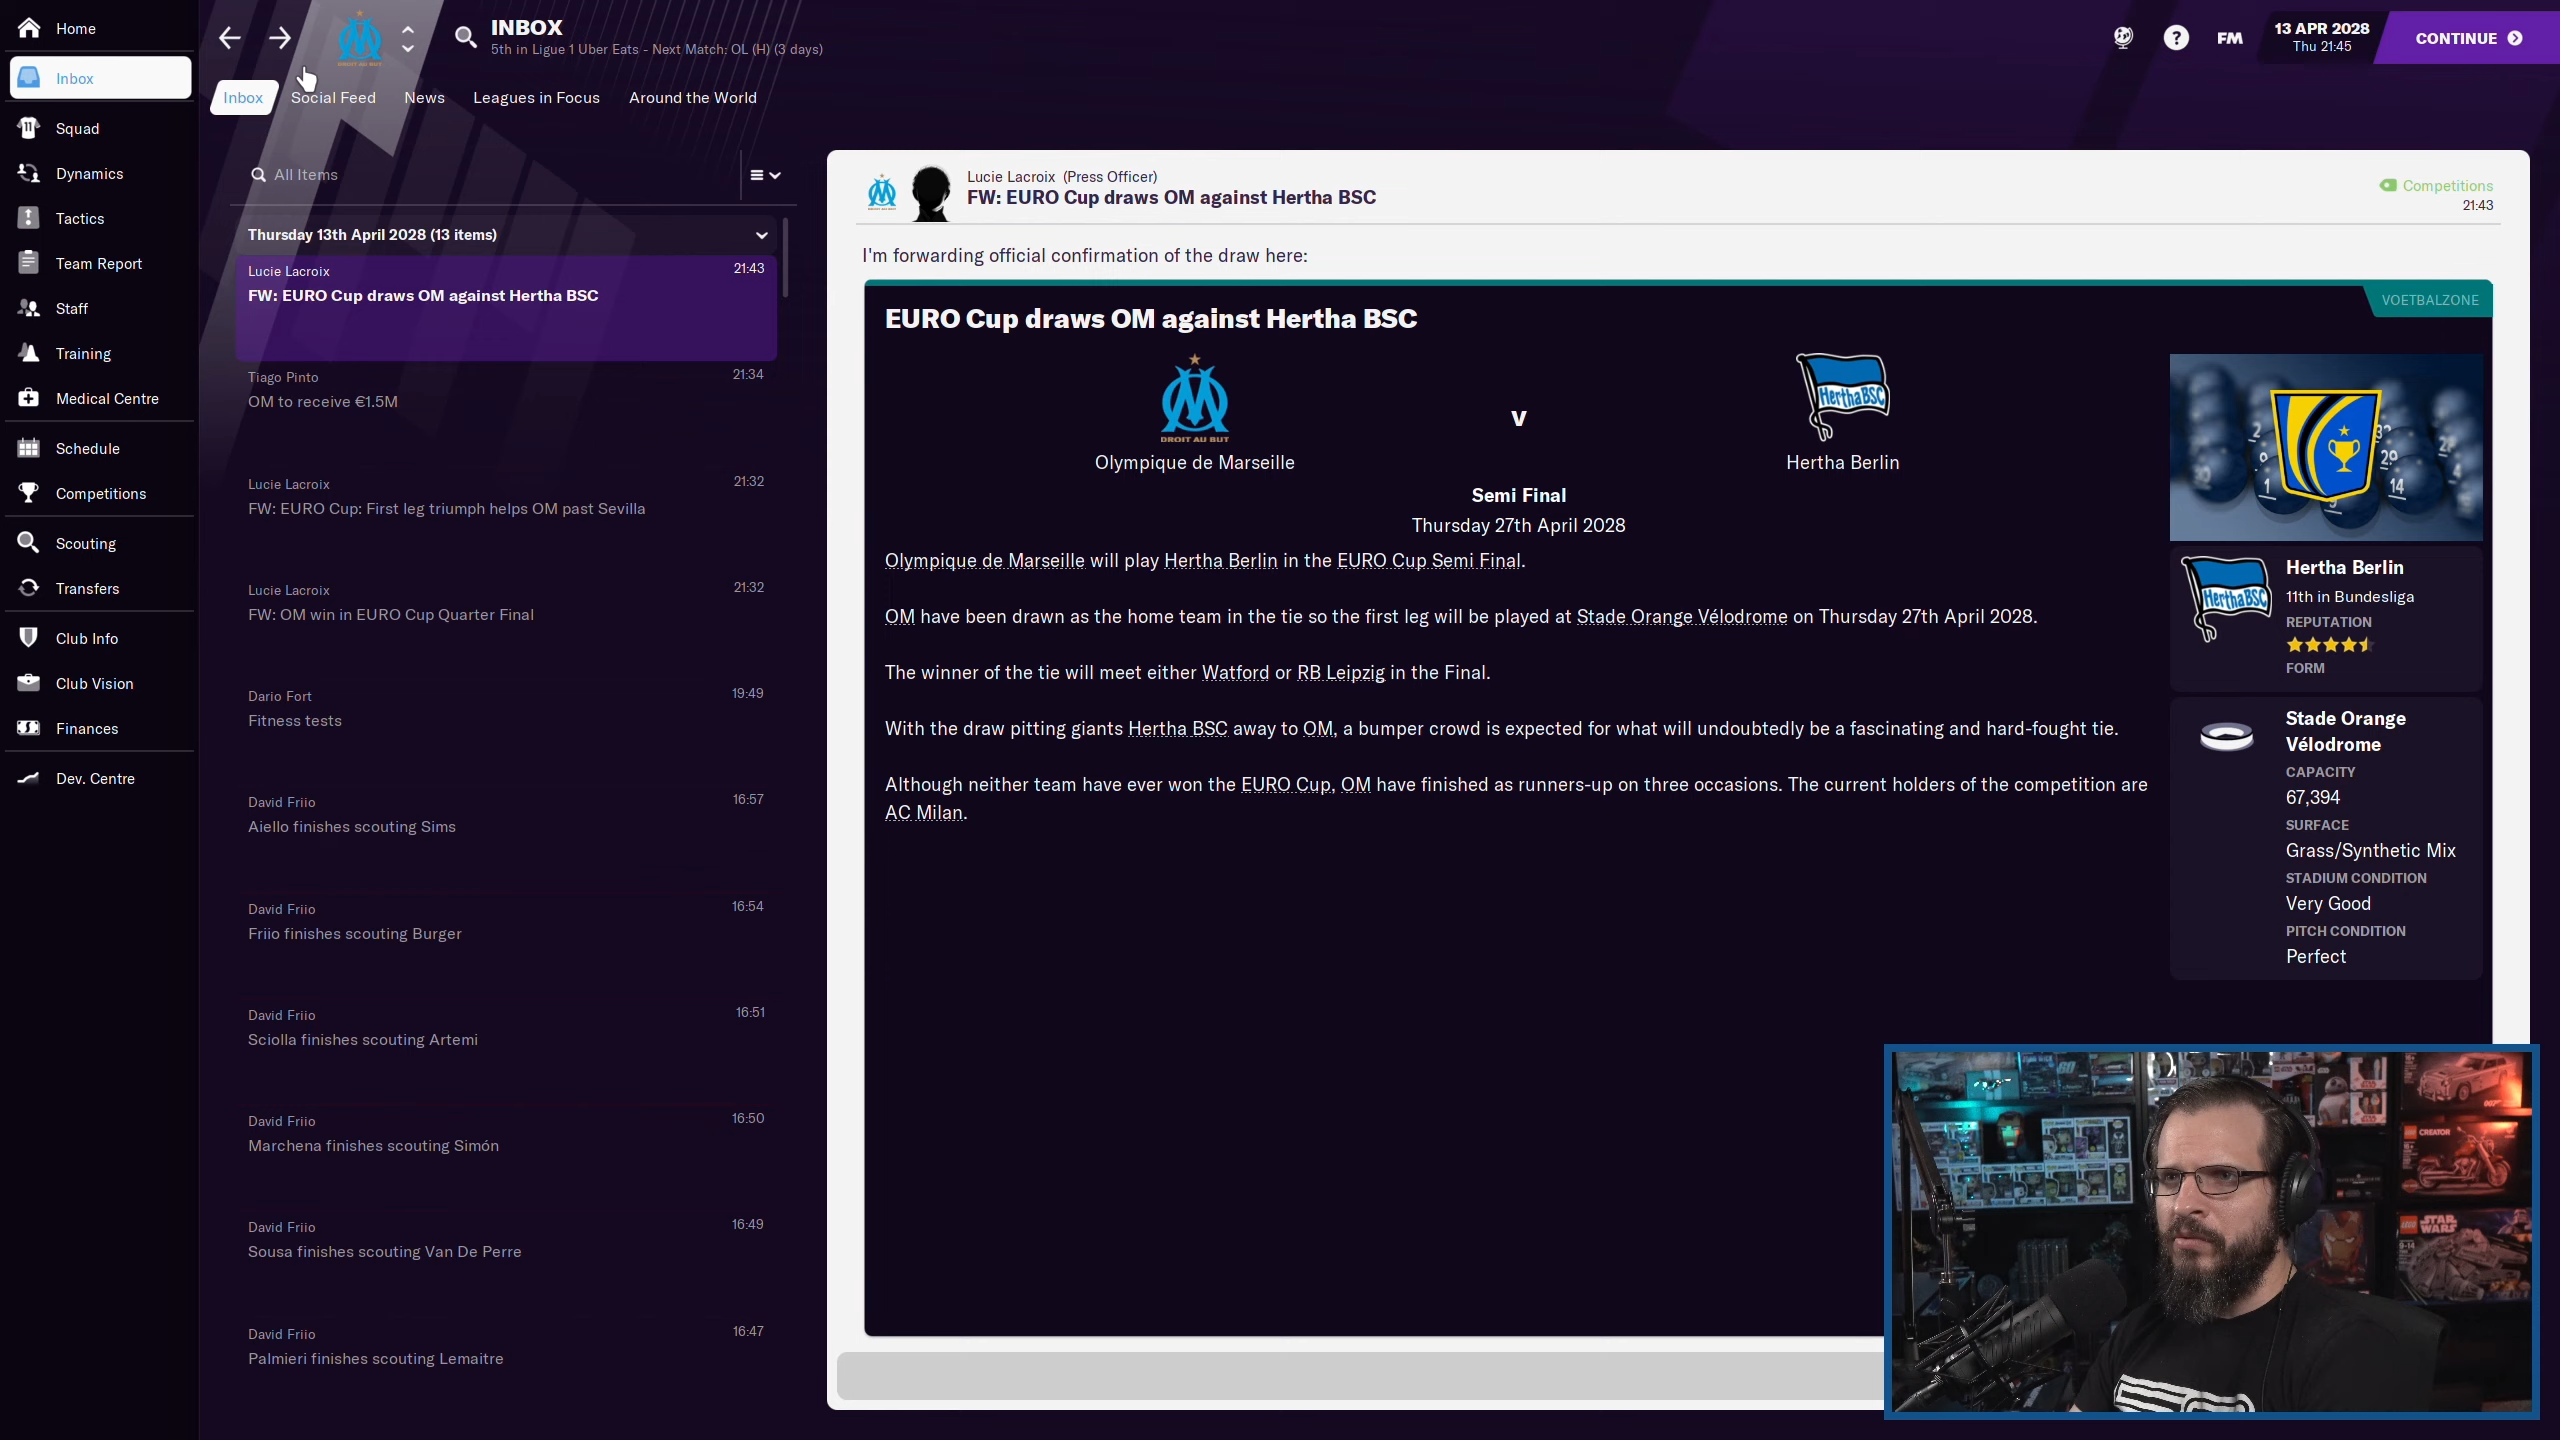 Home
Inbox
Squad
Dynamics
Tactics
Team Report
Staff
Training
Medical Centre
Schedule
Competitions
Scouting
Transfers
Club Info
Club Vision
Finances
Dev. Centre
DROIT AU BUT
INBOX
5th in Ligue 1 Uber Eats - Next Match: OL (H) (3 days)
?
FM
13 APR 2028
Thu 21:45
CONTINUE
Inbox
Social Feed
News
Leagues in Focus
Around the World
All Items
Thursday 13th April 2028 (13 items)
Lucie Lacroix 21:43
FW: EURO Cup draws OM against Hertha BSC
Tiago Pinto 21:34
OM to receive €1.5M
Lucie Lacroix 21:32
FW: EURO Cup: First leg triumph helps OM past Sevilla
Lucie Lacroix 21:32
FW: OM win in EURO Cup Quarter Final
Dario Fort 19:49
Fitness tests
David Friio 16:57
Aiello finishes scouting Sims
David Friio 16:54
Friio finishes scouting Burger
David Friio 16:51
Sciolla finishes scouting Artemi
David Friio 16:50
Marchena finishes scouting Simón
David Friio 16:49
Sousa finishes scouting Van De Perre
David Friio 16:47
Palmieri finishes scouting Lemaitre
Lucie Lacroix (Press Officer)
FW: EURO Cup draws OM against Hertha BSC
Competitions
21:43
I'm forwarding official confirmation of the draw here:
VOETBALZONE
EURO Cup draws OM against Hertha BSC
DROIT AU BUT
Olympique de Marseille
v
Hertha BSC
Hertha Berlin
Semi Final
Thursday 27th April 2028
Olympique de Marseille will play Hertha Berlin in the EURO Cup Semi Final.
OM have been drawn as the home team in the tie so the first leg will be played at Stade Orange Vélodrome on Thursday 27th April 2028.
The winner of the tie will meet either Watford or RB Leipzig in the Final.
With the draw pitting giants Hertha BSC away to OM, a bumper crowd is expected for what will undoubtedly be a fascinating and hard-fought tie.
Although neither team have ever won the EURO Cup, OM have finished as runners-up on three occasions. The current holders of the competition are
AC Milan.
29
14
Hertha BSC
Hertha Berlin
11th in Bundesliga
REPUTATION
FORM
Stade Orange
Vélodrome
CAPACITY
67,394
SURFACE
Grass/Synthetic Mix
STADIUM CONDITION
Very Good
PITCH CONDITION
Perfect
007
CREATOR
STAR
WARS